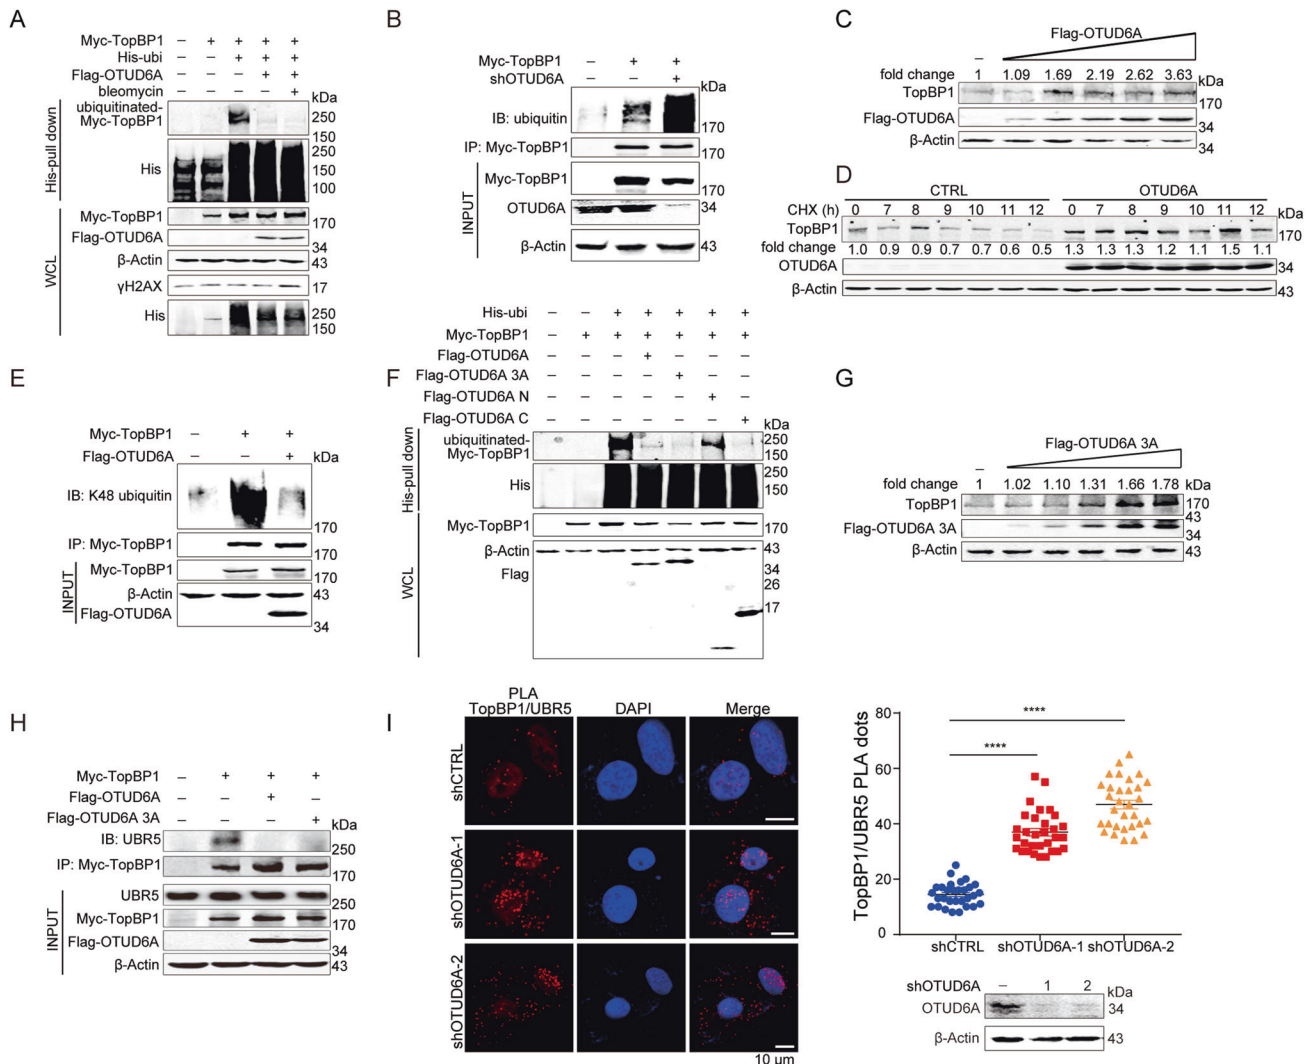 A
Myc-TopBP1 – + + + +
His-ubi – – + + +
Flag-OTUD6A – – – + +
bleomycin – – – – +
kDa
His-pull down
ubiquitinated-
Myc-TopBP1
250
150
His
250
150
100
WCL
Myc-TopBP1 170
Flag-OTUD6A 34
β-Actin 43
γH2AX 17
His
250
150
B
Myc-TopBP1 – + +
shOTUD6A – – +
kDa
IB: ubiquitin 170
IP: Myc-TopBP1 170
INPUT
Myc-TopBP1 170
OTUD6A 34
β-Actin 43
C
Flag-OTUD6A
–
fold change 1 1.09 1.69 2.19 2.62 3.63 kDa
TopBP1 170
Flag-OTUD6A 34
β-Actin 34
D
CTRL OTUD6A
CHX (h) 0 7 8 9 10 11 12 0 7 8 9 10 11 12 kDa
TopBP1 170
fold change 1.0 0.9 0.9 0.7 0.7 0.6 0.5 1.3 1.3 1.3 1.2 1.1 1.5 1.1
OTUD6A 34
β-Actin 43
E
Myc-TopBP1 – + +
Flag-OTUD6A – – +
kDa
IB: K48 ubiquitin 170
IP: Myc-TopBP1 170
INPUT
Myc-TopBP1 170
β-Actin 43
Flag-OTUD6A 34
F
His-ubi – – + + + + +
Myc-TopBP1 – + + + + + +
Flag-OTUD6A – – – + – – –
Flag-OTUD6A 3A – – – – + – –
Flag-OTUD6A N – – – – – + –
Flag-OTUD6A C – – – – – – +
kDa
His-pull down
ubiquitinated-
Myc-TopBP1
250
150
His
250
150
WCL
Myc-TopBP1 170
β-Actin 43
Flag
34
26
17
G
Flag-OTUD6A 3A
–
fold change 1 1.02 1.10 1.31 1.66 1.78 kDa
TopBP1 170
43
Flag-OTUD6A 3A 34
β-Actin 43
H
Myc-TopBP1 – + + +
Flag-OTUD6A – – + –
Flag-OTUD6A 3A – – – +
kDa
IB: UBR5 250
IP: Myc-TopBP1 170
INPUT
UBR5 250
Myc-TopBP1 170
Flag-OTUD6A 34
β-Actin 43
I
PLA
TopBP1/UBR5 DAPI Merge
shCTRL
shOTUD6A-1
shOTUD6A-2
10 μm
TopBP1/UBR5 PLA dots
80
60
40
20
0
****
****
shCTRL shOTUD6A-1 shOTUD6A-2
shOTUD6A – 1 2 kDa
OTUD6A 34
β-Actin 43